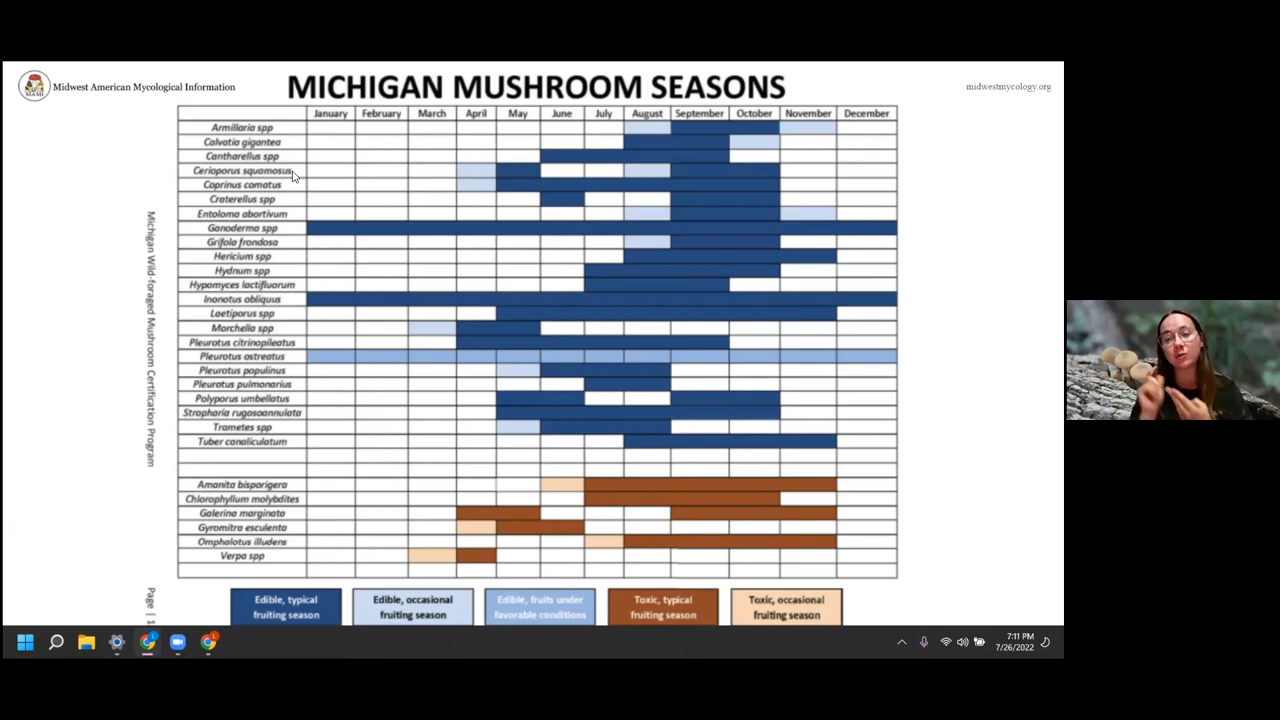 Midwest American Mycological Information
MAMI
MICHIGAN MUSHROOM SEASONS
midwestmycology.org
January February March April May June July August September October November December
Armillaria spp
Calvatia gigantea
Cantharellus spp
Cerioporus squamosus
Coprinus comatus
Craterellus spp
Entoloma abortivum
Ganoderma spp
Grifola frondosa
Hericium spp
Hydnum spp
Hypomyces lactifluorum
Inonotus obliquus
Laetiporus spp
Morchella spp
Pleurotus citrinopileatus
Pleurotus ostreatus
Pleurotus populinus
Pleurotus pulmonarius
Polyporus umbellatus
Stropharia rugosoannulata
Trametes spp
Tuber canaliculatum
Amanita bisporigera
Chlorophyllum molybdites
Galerina marginata
Gyromitra esculenta
Omphalotus illudens
Verpa spp
Michigan Wild-foraged Mushroom Certification Program
Page | 1
Edible, typical
fruiting season
Edible, occasional
fruiting season
Edible, fruits under
favorable conditions
Toxic, typical
fruiting season
Toxic, occasional
fruiting season
7:11 PM
7/26/2022